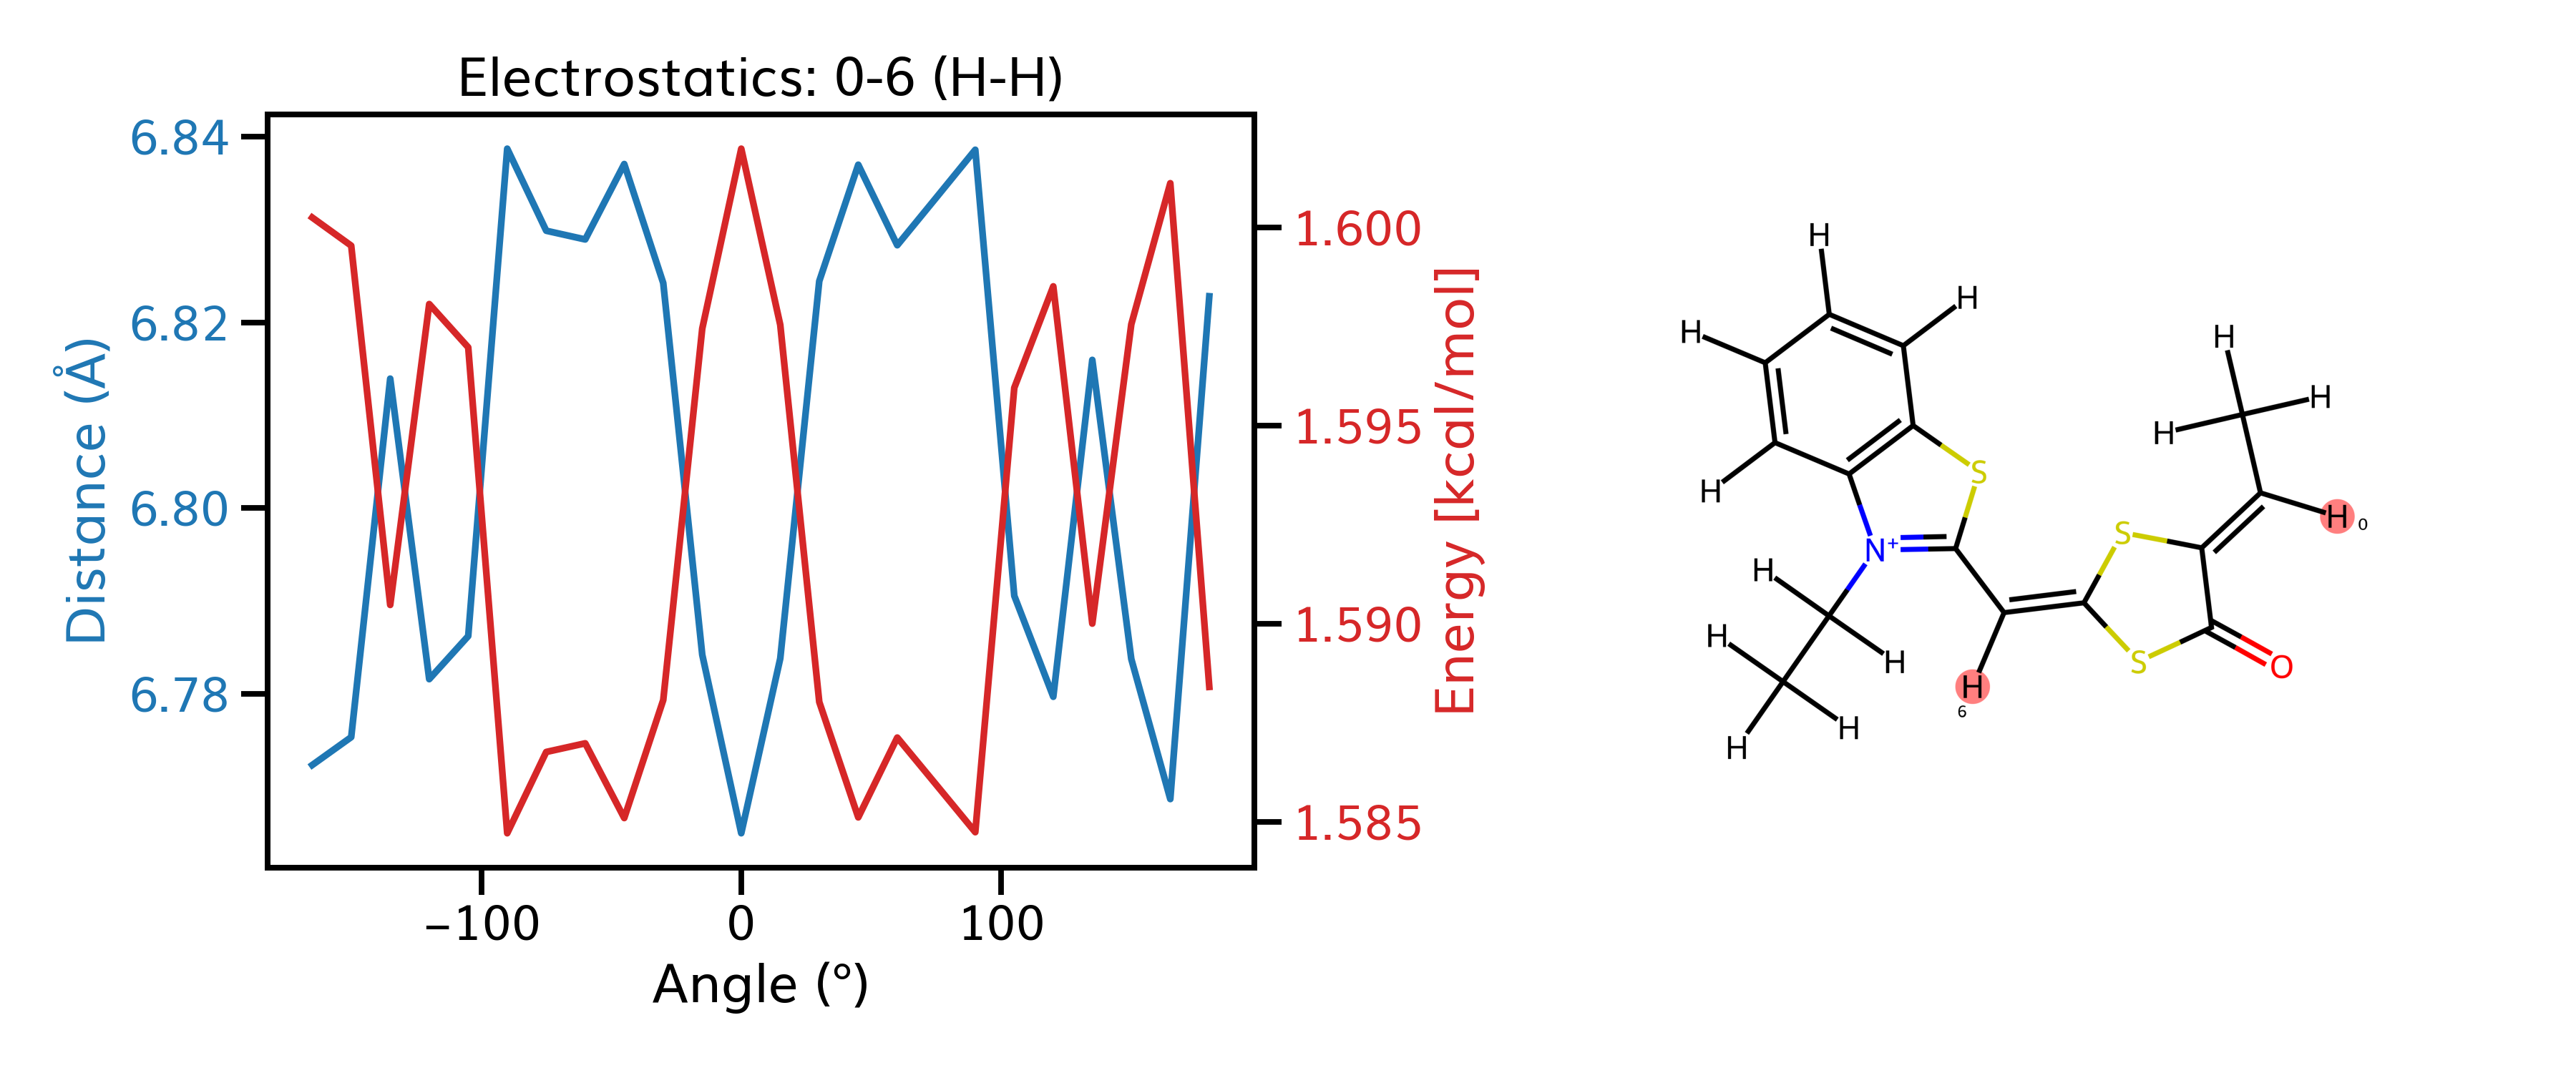 Electrostatics: 0-6 (H-H)
6.84
6.82
6.80
6.78
Distance (Å)
1.600
1.595
1.590
1.585
Energy [kcal/mol]
−100
0
100
Angle (°)
H
H
H
H
S
N+
H
H
H
H
H
H
6
S
S
O
H
H
H
H
0